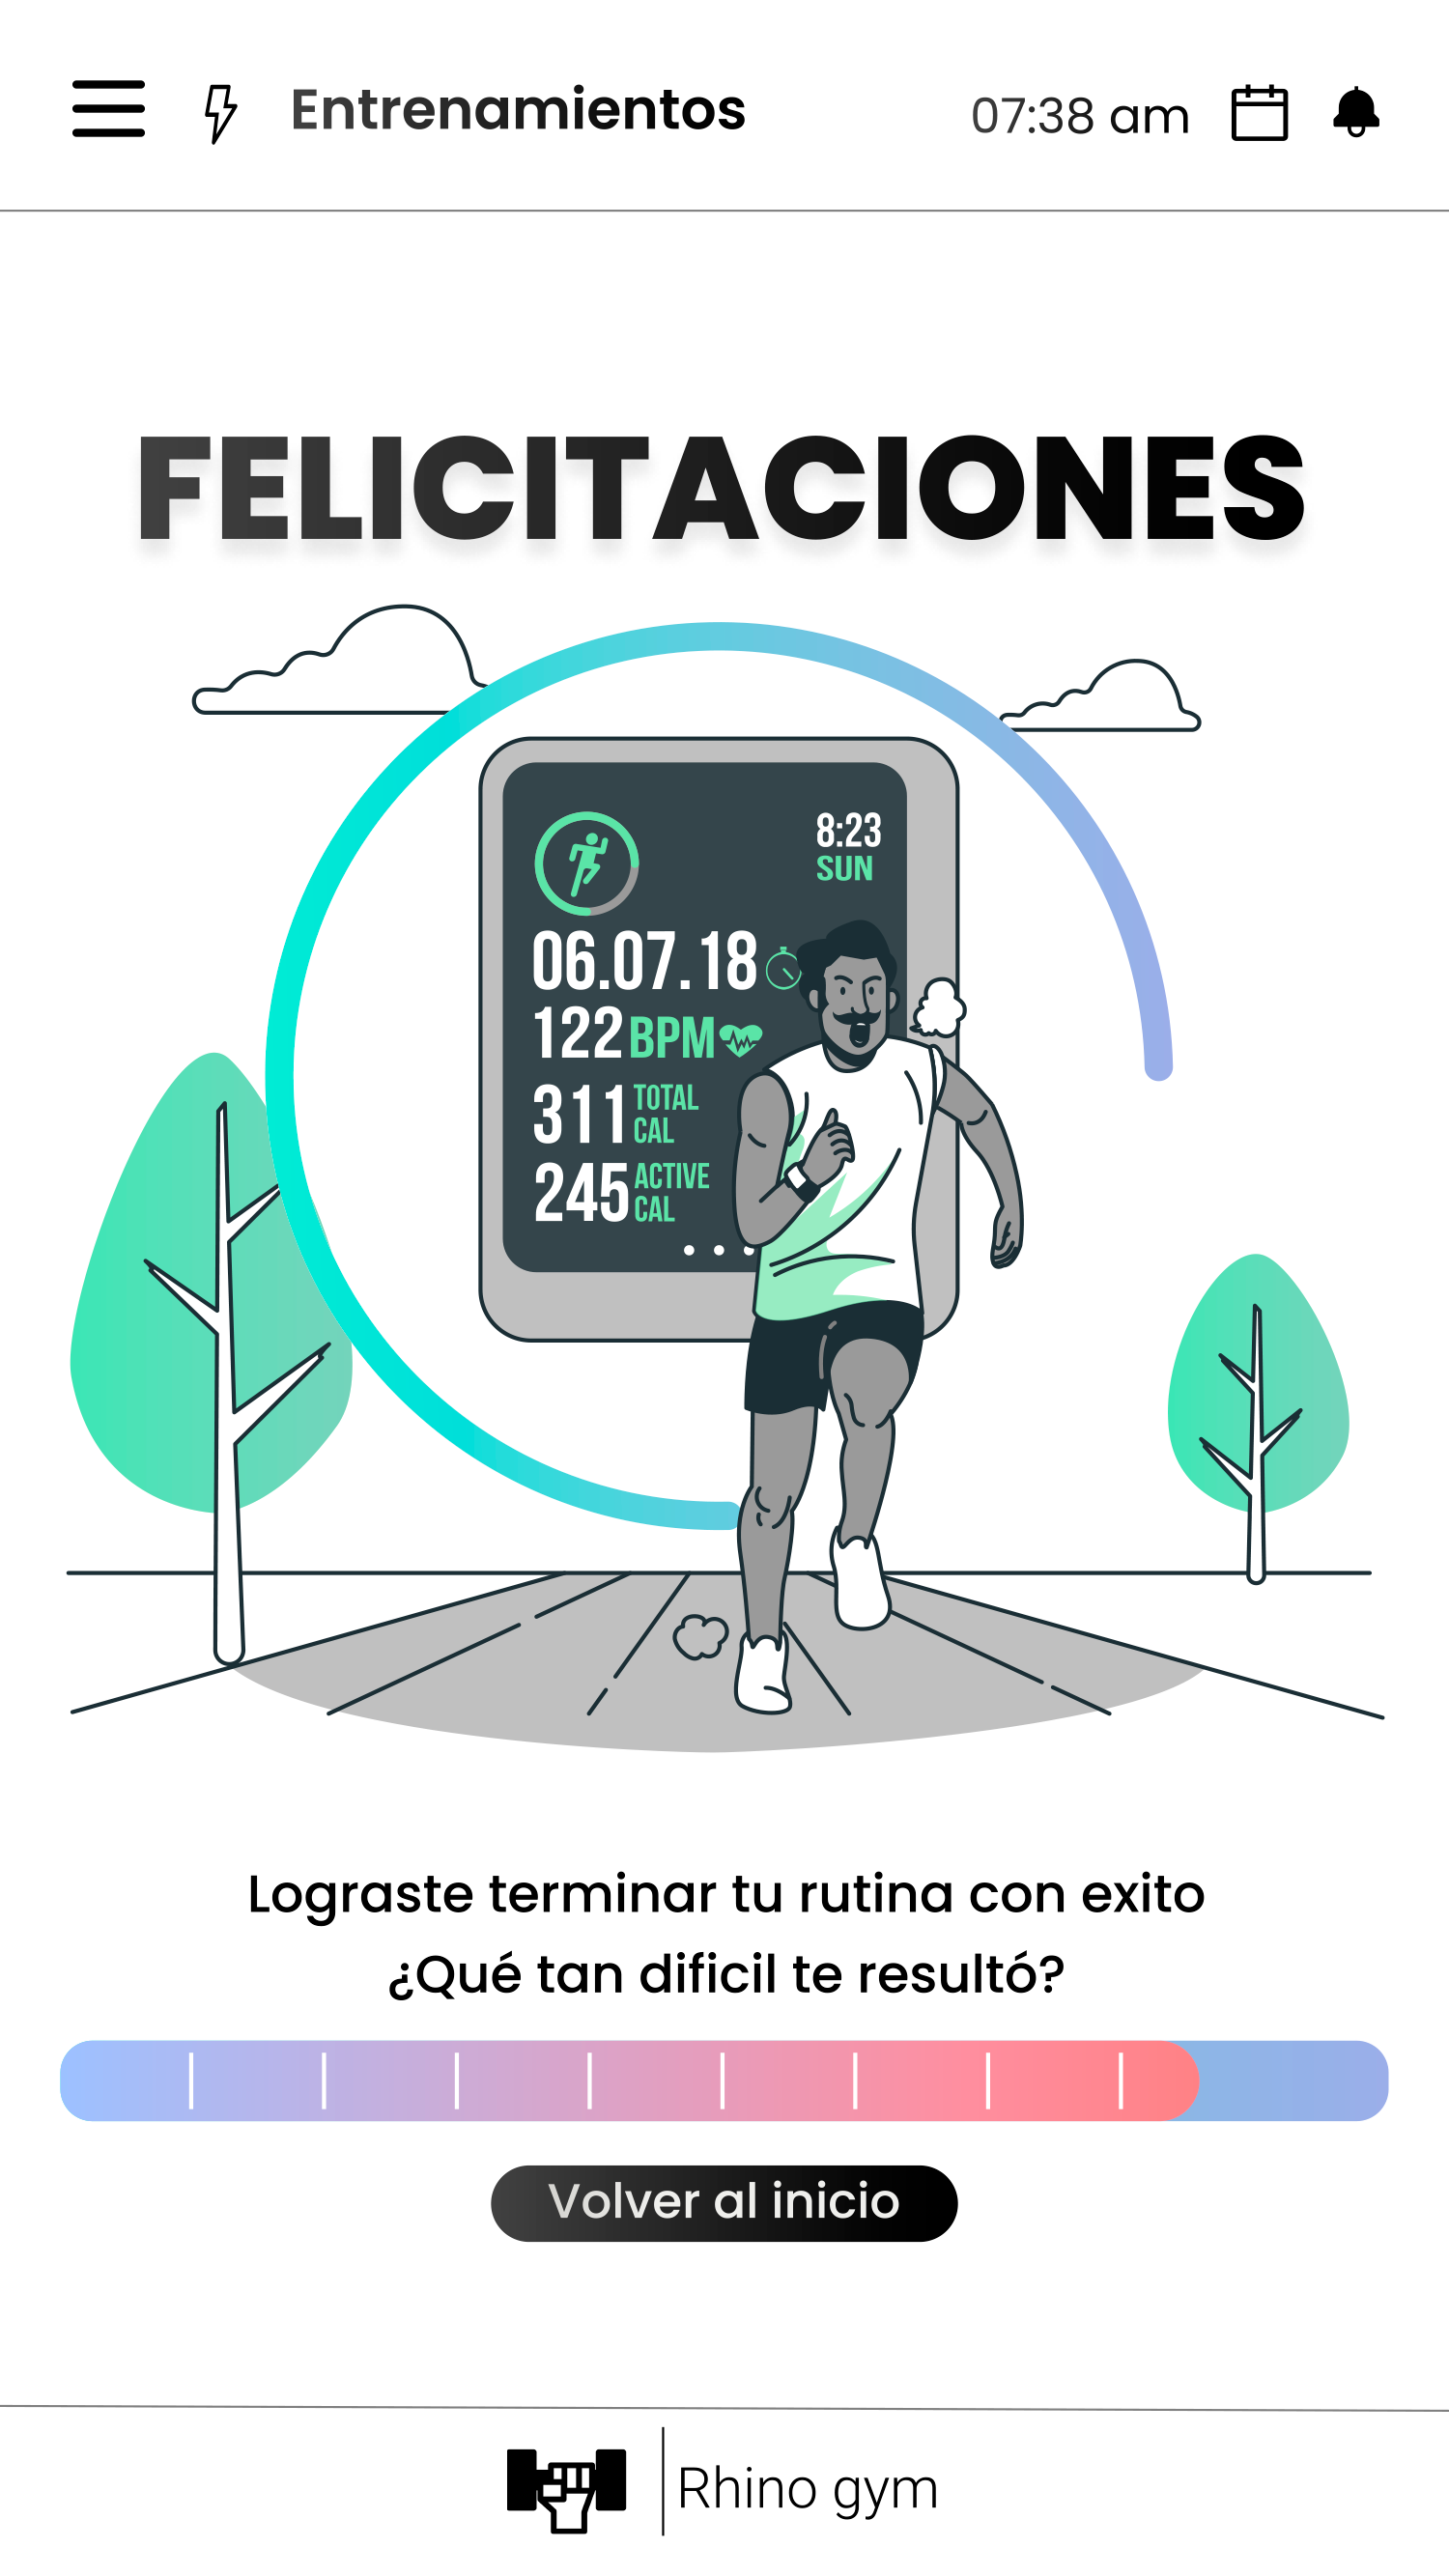 Entrenamientos
07:38 am
FELICITACIONES
8:23
SUN
06.07.18
122 BPM
311 TOTAL CAL
245 ACTIVE CAL
Lograste terminar tu rutina con exito
¿Qué tan dificil te resultó?
Volver al inicio
Rhino gym